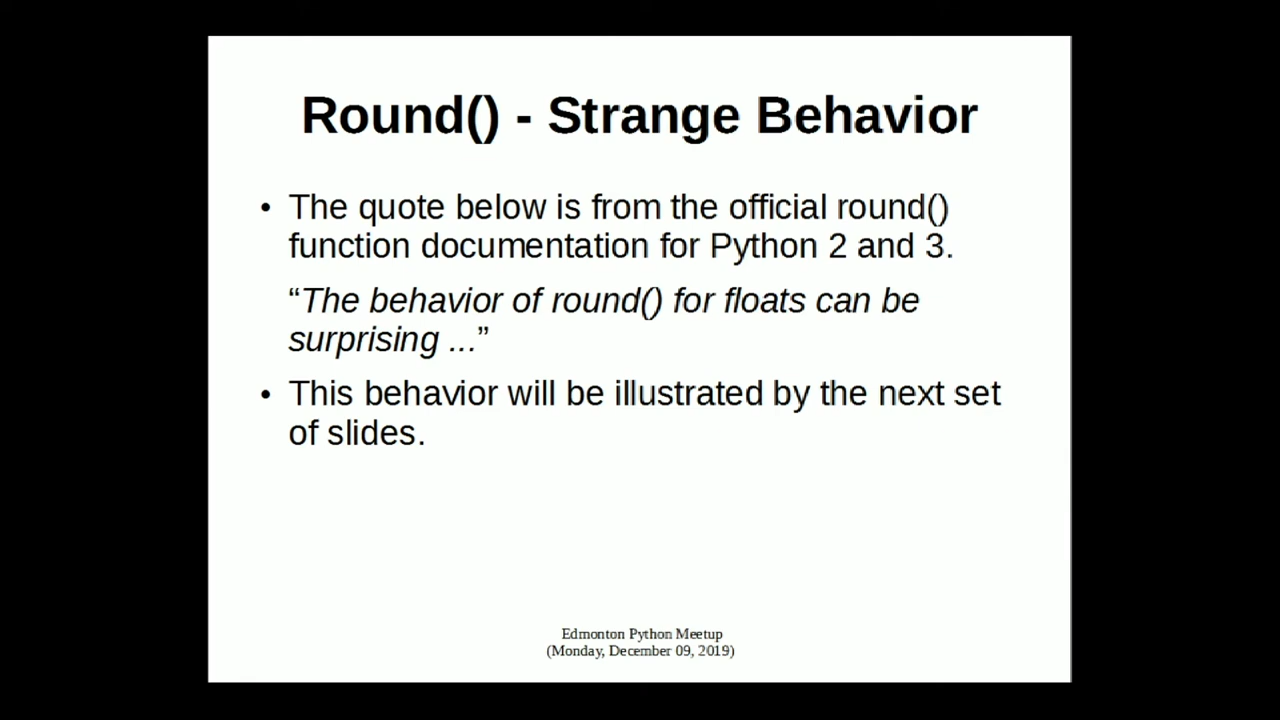 Round() - Strange Behavior
• The quote below is from the official round()
function documentation for Python 2 and 3.
“The behavior of round() for floats can be
surprising ...”
• This behavior will be illustrated by the next set
of slides.
Edmonton Python Meetup
(Monday, December 09, 2019)